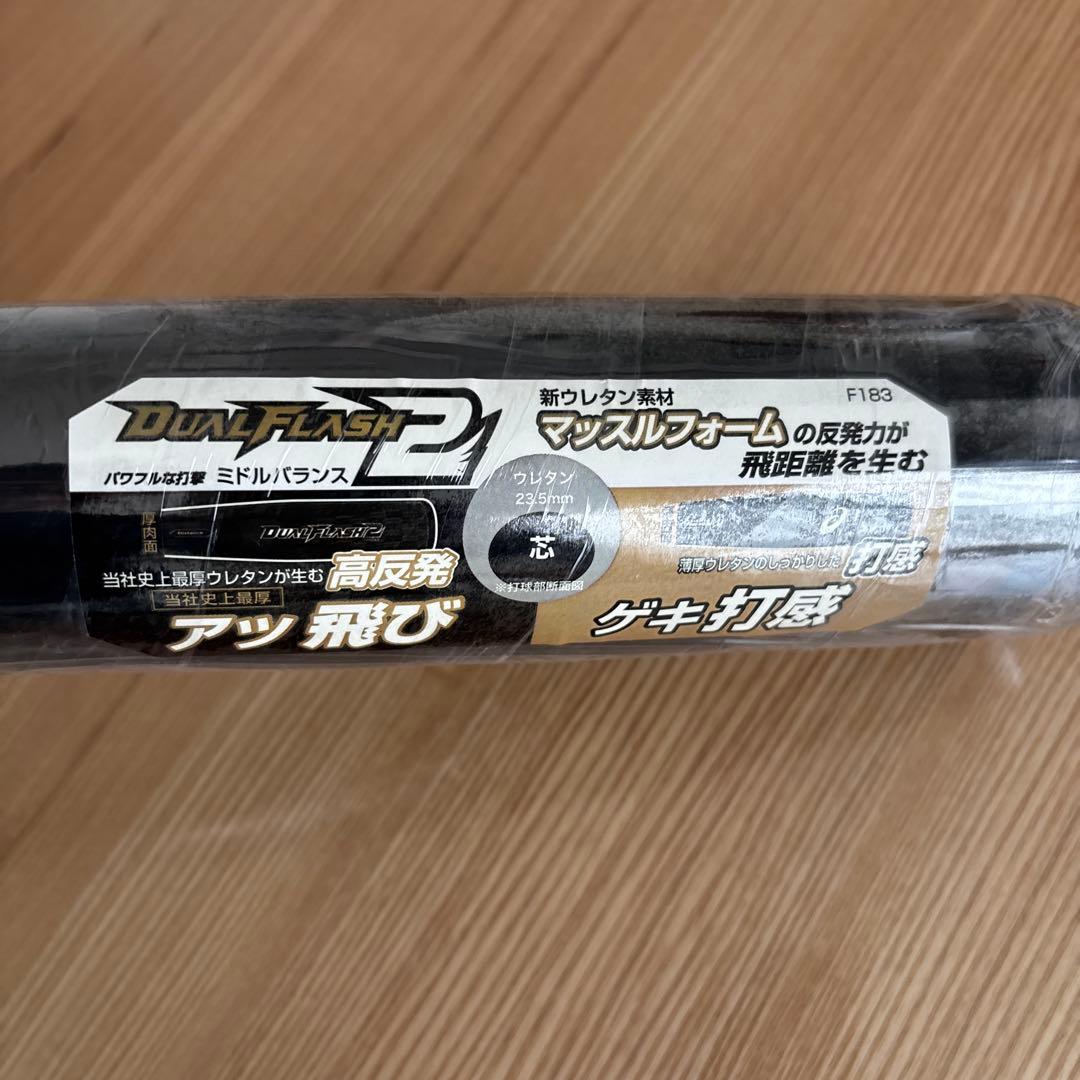 DUAL FLASH 2
パワフルな打撃 ミドルバランス
新ウレタン素材
F183
マッスルフォームの反発力が
飛距離を生む
ウレタン
23.5mm
芯
※打球部断面図
厚肉面
DUAL FLASH 2
当社史上最厚ウレタンが生む 高反発
当社史上最厚
アツ飛び
薄厚ウレタンのしっかりした 打感
ゲキ打感